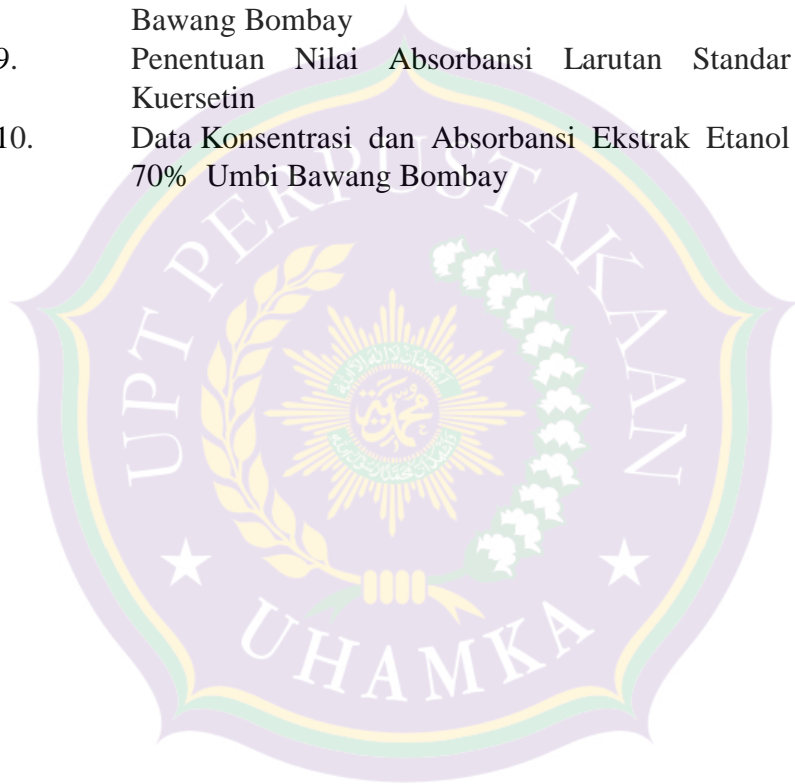 Bawang Bombay
9. Penentuan Nilai Absorbansi Larutan Standar
Kuersetin
10. Data Konsentrasi dan Absorbansi Ekstrak Etanol
70% Umbi Bawang Bombay
UPT PERPUSTAKAAN
UHAMKA